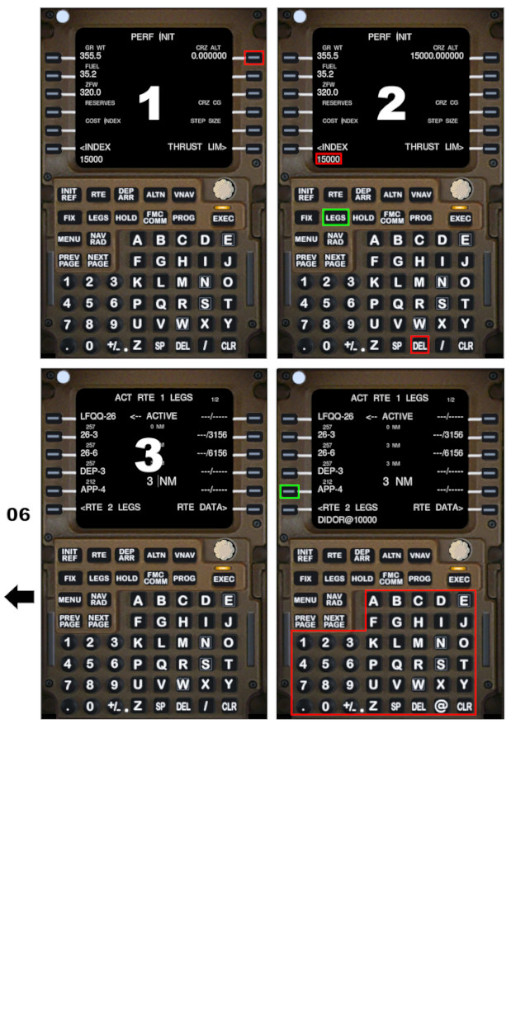 PERF INIT
GR WT CRZ ALT
355.5 0.000000
FUEL
35.2
ZFW
320.0
RESERVES CRZ CG
COST INDEX STEP SIZE
<INDEX THRUST LIM>
15000
1
INIT REF RTE DEP ARR ALTN VNAV
FIX LEGS HOLD FMC COMM PROG EXEC
MENU NAV RAD A B C D E
PREV PAGE NEXT PAGE F G H I J
1 2 3 K L M N O
4 5 6 P Q R S T
7 8 9 U V W X Y
. 0 +/- . Z SP DEL / CLR
PERF INIT
GR WT CRZ ALT
355.5 15000.000000
FUEL
35.2
ZFW
320.0
RESERVES CRZ CG
COST INDEX STEP SIZE
<INDEX THRUST LIM>
15000
2
INIT REF RTE DEP ARR ALTN VNAV
FIX LEGS HOLD FMC COMM PROG EXEC
MENU NAV RAD A B C D E
PREV PAGE NEXT PAGE F G H I J
1 2 3 K L M N O
4 5 6 P Q R S T
7 8 9 U V W X Y
. 0 +/- . Z SP DEL / CLR
06
ACT RTE 1 LEGS 1/2
LFQQ-26 <-- ACTIVE ---/-----
257 0 NM
26-3 ---/3156
257
26-6 ---/6156
257
DEP-3 ---/-----
212 3 NM
APP-4 ---/-----
<RTE 2 LEGS RTE DATA>
3
INIT REF RTE DEP ARR ALTN VNAV
FIX LEGS HOLD FMC COMM PROG EXEC
MENU NAV RAD A B C D E
PREV PAGE NEXT PAGE F G H I J
1 2 3 K L M N O
4 5 6 P Q R S T
7 8 9 U V W X Y
. 0 +/- . Z SP DEL / CLR
ACT RTE 1 LEGS 1/2
LFQQ-26 <-- ACTIVE ---/-----
257 0 NM
26-3 ---/3156
257 3 NM
26-6 ---/6156
257 3 NM
DEP-3 ---/-----
212 3 NM
APP-4 ---/-----
<RTE 2 LEGS RTE DATA>
DIDOR@10000
INIT REF RTE DEP ARR ALTN VNAV
FIX LEGS HOLD FMC COMM PROG EXEC
MENU NAV RAD A B C D E
PREV PAGE NEXT PAGE F G H I J
1 2 3 K L M N O
4 5 6 P Q R S T
7 8 9 U V W X Y
. 0 +/- . Z SP DEL @ CLR